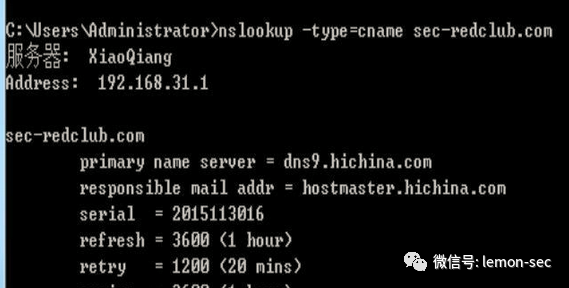 C:\Users\Administrator>nslookup -type=cname sec-redclub.com
服务器:  XiaoQiang
Address:  192.168.31.1
sec-redclub.com
primary name server = dns9.hichina.com
responsible mail addr = hostmaster.hichina.com
serial  = 2015113016
refresh = 3600 (1 hour)
retry   = 1200 (20 mins)
微信号: lemon-sec